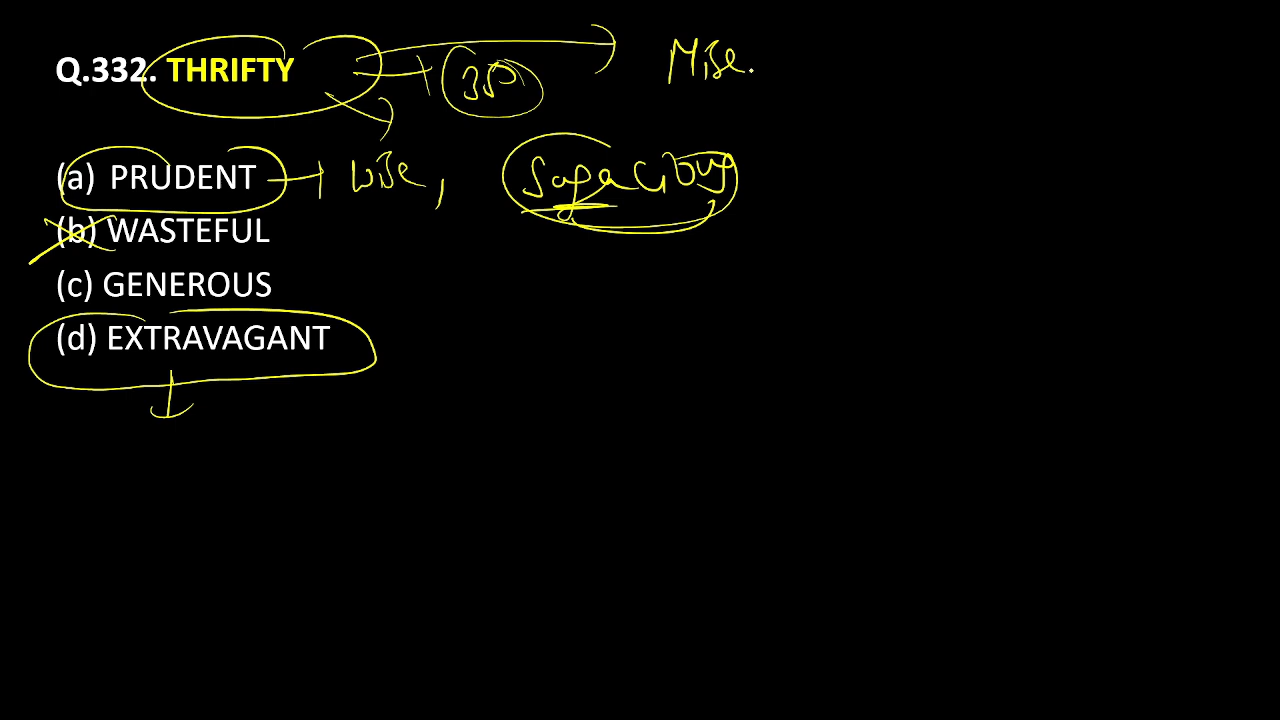 Q.332. THRIFTY Mise.
(a) PRUDENT wise, Sagacious
(b) WASTEFUL
(c) GENEROUS
(d) EXTRAVAGANT